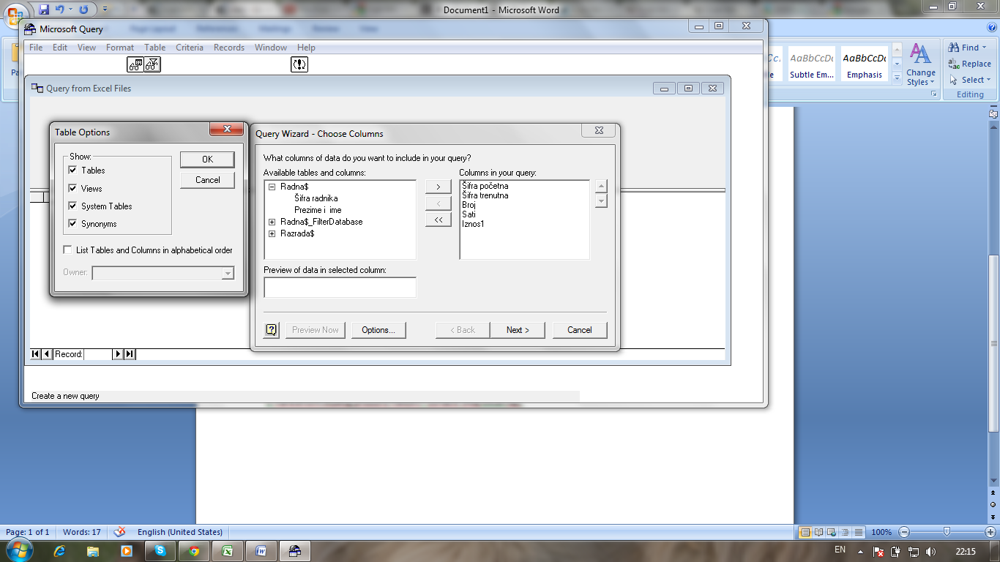 Document1 - Microsoft Word
Microsoft Query
File Edit View Format Table Criteria Records Window Help
Query from Excel Files
Table Options
Show:
Tables
Views
System Tables
Synonyms
OK
Cancel
List Tables and Columns in alphabetical order
Owner:
Query Wizard - Choose Columns
What columns of data do you want to include in your query?
Available tables and columns:
Radna$
Šifra radnika
Prezime i ime
Radna$_FilterDatabase
Razrada$
>
<
<<
Columns in your query:
Šifra početna
Šifra trenutna
Broj
Sati
Iznos1
Preview of data in selected column:
Preview Now
Options...
< Back
Next >
Cancel
Record:
Create a new query
AaBbCcDc AaBbCcDc
Subtle Em... Emphasis
Change
Styles
Find
Replace
Select
Editing
Page: 1 of 1 Words: 17 English (United States) 100%
EN 22:15